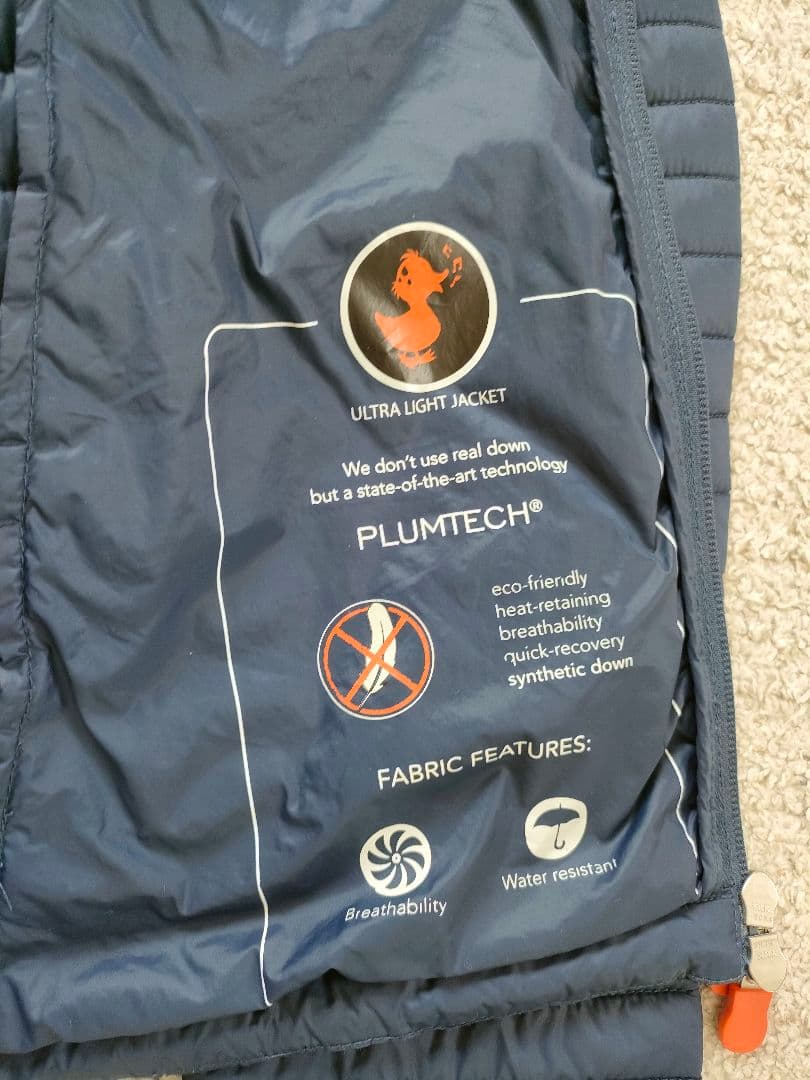 ULTRA LIGHT JACKET
We don't use real down
but a state-of-the-art technology
PLUMTECH®
eco-friendly
heat-retaining
breathability
quick-recovery
synthetic down
FABRIC FEATURES:
Breathability
Water resistant